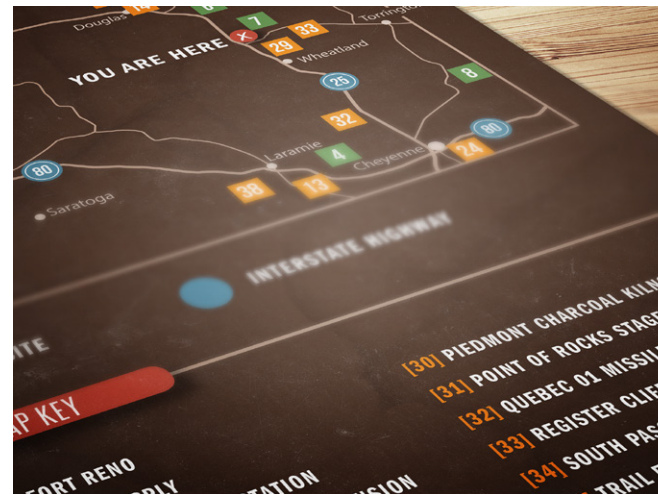 Douglas
7
Torrington
33
29
YOU ARE HERE
Wheatland
25
8
32
80
Laramie
4
Cheyenne
24
80
38
13
Saratoga
INTERSTATE HIGHWAY
[30] PIEDMONT CHARCOAL KILN
[31] POINT OF ROCKS STAGE
[32] QUEBEC 01 MISSIL
[33] REGISTER CLIF
[34] SOUTH PAS
TRAIL
AP KEY
FORT RENO